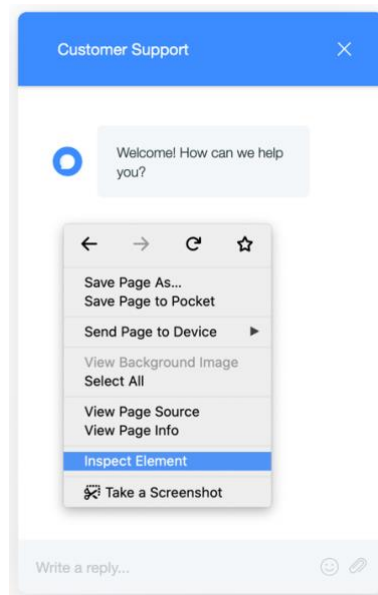 Customer Support
Welcome! How can we help
you?
Save Page As...
Save Page to Pocket
Send Page to Device
View Background Image
Select All
View Page Source
View Page Info
Inspect Element
Take a Screenshot
Write a reply...